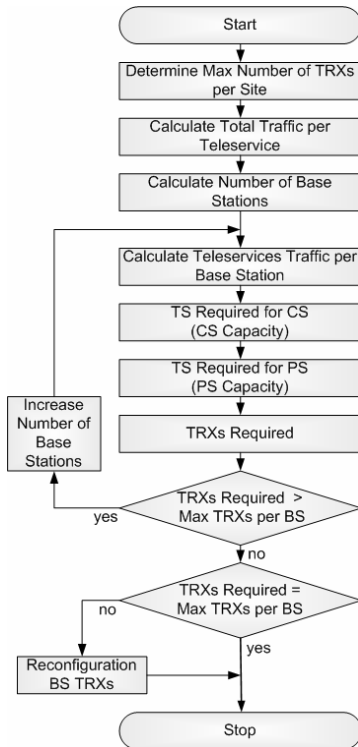 Start
Determine Max Number of TRXs
per Site
Calculate Total Traffic per
Teleservice
Calculate Number of Base
Stations
Calculate Teleservices Traffic per
Base Station
TS Required for CS
(CS Capacity)
TS Required for PS
(PS Capacity)
Increase
Number of
Base
Stations
TRXs Required
TRXs Required >
Max TRXs per BS
yes
no
TRXs Required =
Max TRXs per BS
no
yes
Reconfiguration
BS TRXs
Stop